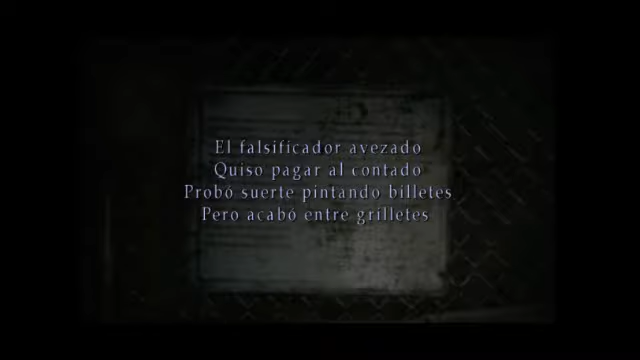 El falsificador avezado
Quiso pagar al contado
Probó suerte pintando billetes
Pero acabó entre grilletes